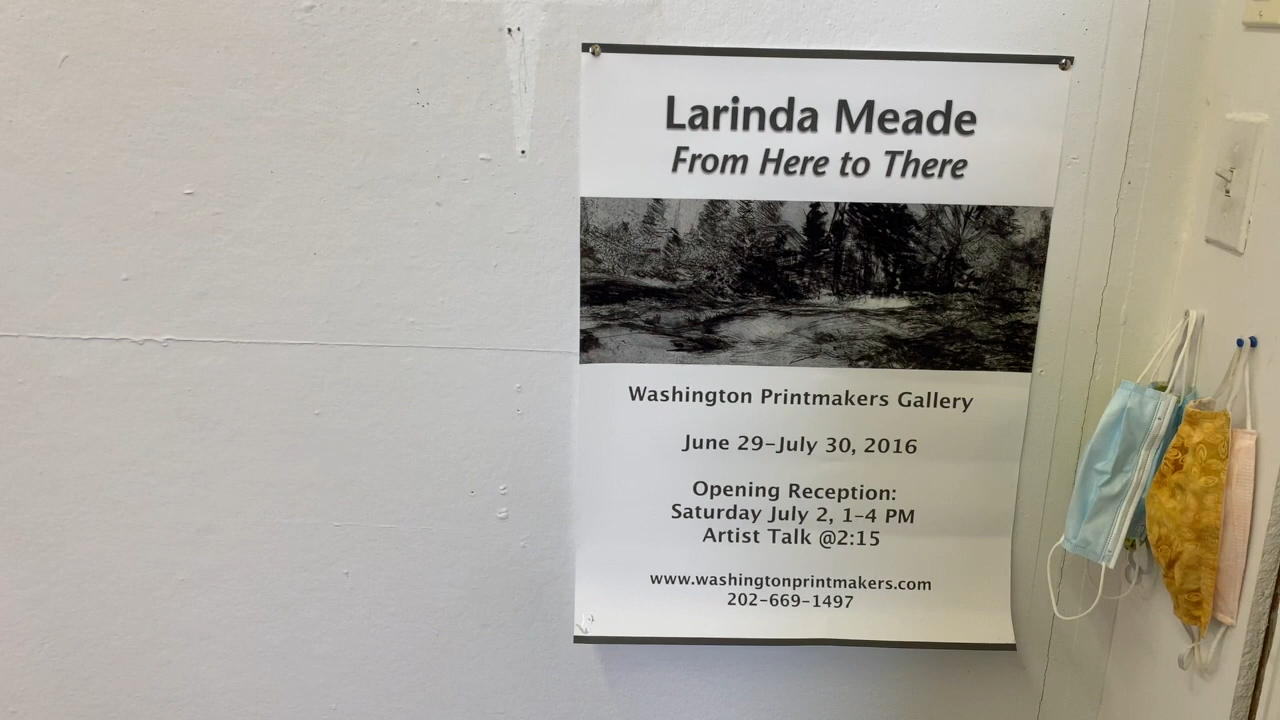 Larinda Meade
From Here to There
Washington Printmakers Gallery
June 29-July 30, 2016
Opening Reception:
Saturday July 2, 1-4 PM
Artist Talk @2:15
www.washingtonprintmakers.com
202-669-1497